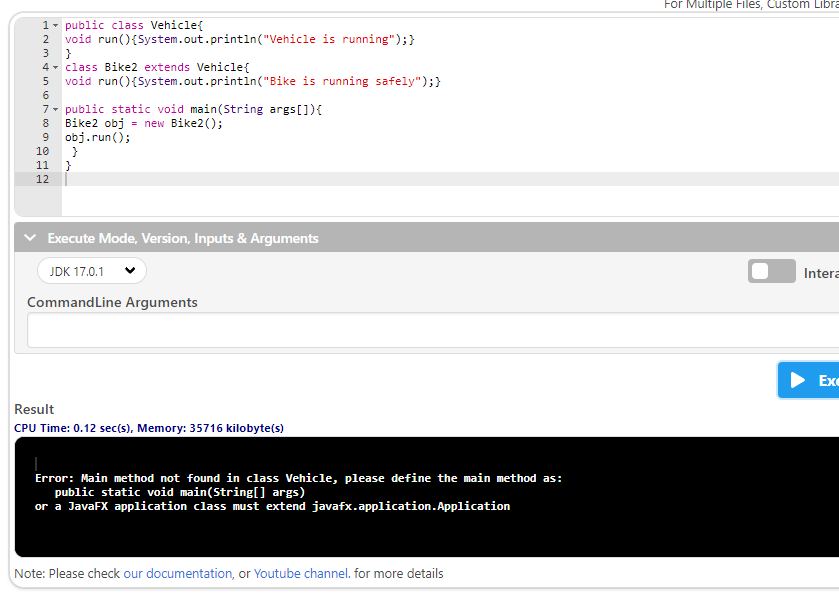 For Multiple Files, Custom
1 public class Vehicle{
2 void run(){System.out.println("Vehicle is running");}
3 }
4 class Bike2 extends Vehicle{
5 void run(){System.out.println("Bike is running safely");}
6
7 public static void main(String args[]){
8 Bike2 obj = new Bike2();
9 obj.run();
10 }
11 }
12
Execute Mode, Version, Inputs & Arguments
JDK 17.0.1
CommandLine Arguments
Result
CPU Time: 0.12 sec(s), Memory: 35716 kilobyte(s)
Error: Main method not found in class Vehicle, please define the main method as:
public static void main(String[] args)
or a JavaFX application class must extend javafx.application.Application
Note: Please check our documentation, or Youtube channel. for more details